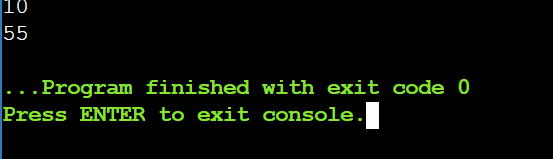 10
55
...Program finished with exit code 0
Press ENTER to exit console.